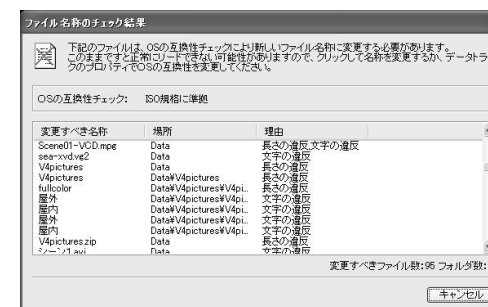 ファイル名称のチェック結果
下記のファイルは、OSの互換性チェックにより新しいファイル名称に変更する必要があります。
このままですと正常にリードできない可能性がありますので、クリックして名称を変更するか、データトラ
ックのプロパティでOSの互換性を変更してください。
OSの互換性チェック: ISO規格に準拠
変更すべき名称 場所 理由
Scene01-VCD.mpg Data 長さの違反,文字の違反
sea-xvd.vg2 Data 文字の違反
V4pictures Data 長さの違反
V4pictures Data¥V4pictures 長さの違反
fullcolor Data¥V4pictures¥V4pi... 長さの違反
屋外 Data¥V4pictures¥V4pi... 文字の違反
屋内 Data¥V4pictures¥V4pi... 文字の違反
屋外 Data¥V4pictures¥V4pi... 文字の違反
屋内 Data¥V4pictures¥V4pi... 文字の違反
V4pictures.zip Data 長さの違反
シーン1.avi Data 文字の違反
変更すべきファイル数:95 フォルダ数:
キャンセル